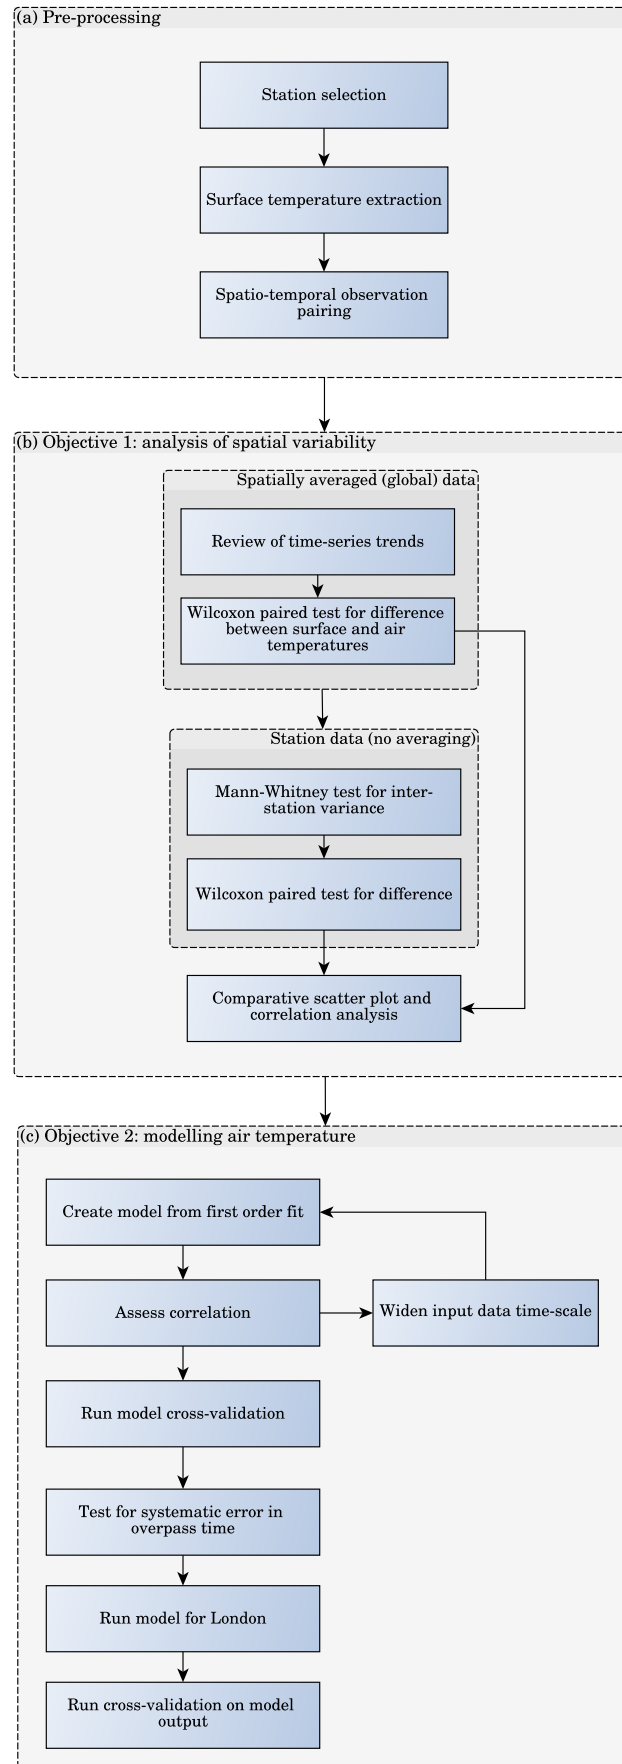 (a) Pre-processing
Station selection
Surface temperature extraction
Spatio-temporal observation
pairing
(b) Objective 1: analysis of spatial variability
Spatially averaged (global) data
Review of time-series trends
Wilcoxon paired test for difference
between surface and air
temperatures
Station data (no averaging)
Mann-Whitney test for inter-
station variance
Wilcoxon paired test for difference
Comparative scatter plot and
correlation analysis
(c) Objective 2: modelling air temperature
Create model from first order fit
Assess correlation
Widen input data time-scale
Run model cross-validation
Test for systematic error in
overpass time
Run model for London
Run cross-validation on model
output